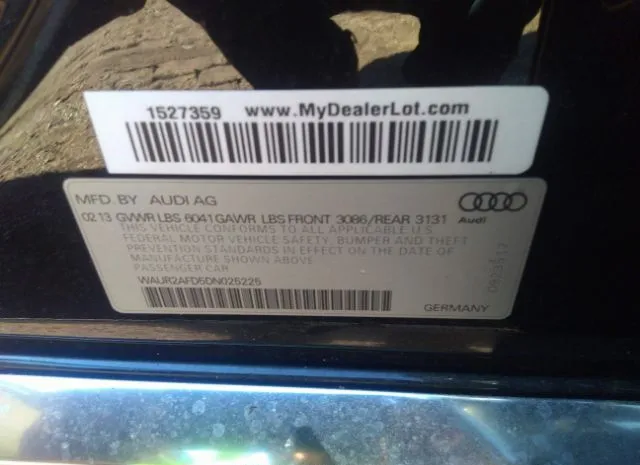 1527359 www.MyDealerLot.com
MFD. BY AUDI AG
02 13 GVWR LBS 6041 GAWR LBS FRONT 3086/REAR 3131
Audi
THIS VEHICLE CONFORMS TO ALL APPLICABLE U.S.
FEDERAL MOTOR VEHICLE SAFETY, BUMPER AND THEFT
PREVENTION STANDARDS IN EFFECT ON THE DATE OF
MANUFACTURE SHOWN ABOVE
PASSENGER CAR
WAUR2AFD5DN025225
GERMANY